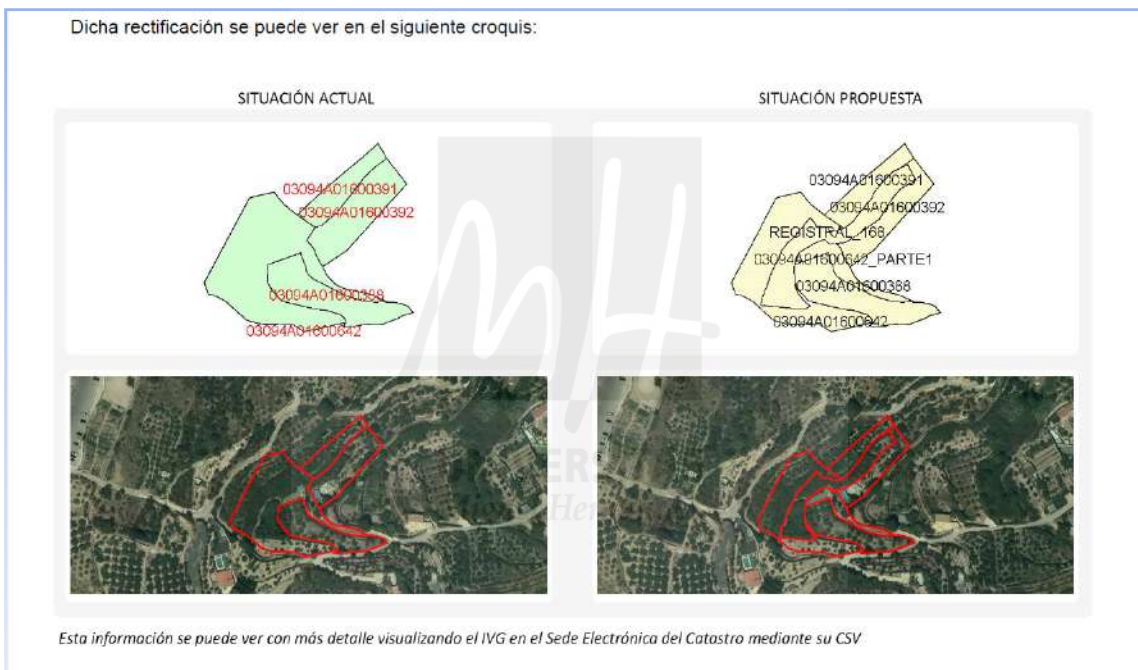 Dicha rectificación se puede ver en el siguiente croquis:
SITUACIÓN ACTUAL
SITUACIÓN PROPUESTA
03094A01600391
03094A01600392
03094A01600388
03094A01600642
03094A01600391
03094A01600392
REGISTRAL_168
03094A01600642_PARTE1
03094A01600388
03094A01600642
Esta información se puede ver con más detalle visualizando el IVG en el Sede Electrónica del Catastro mediante su CSV